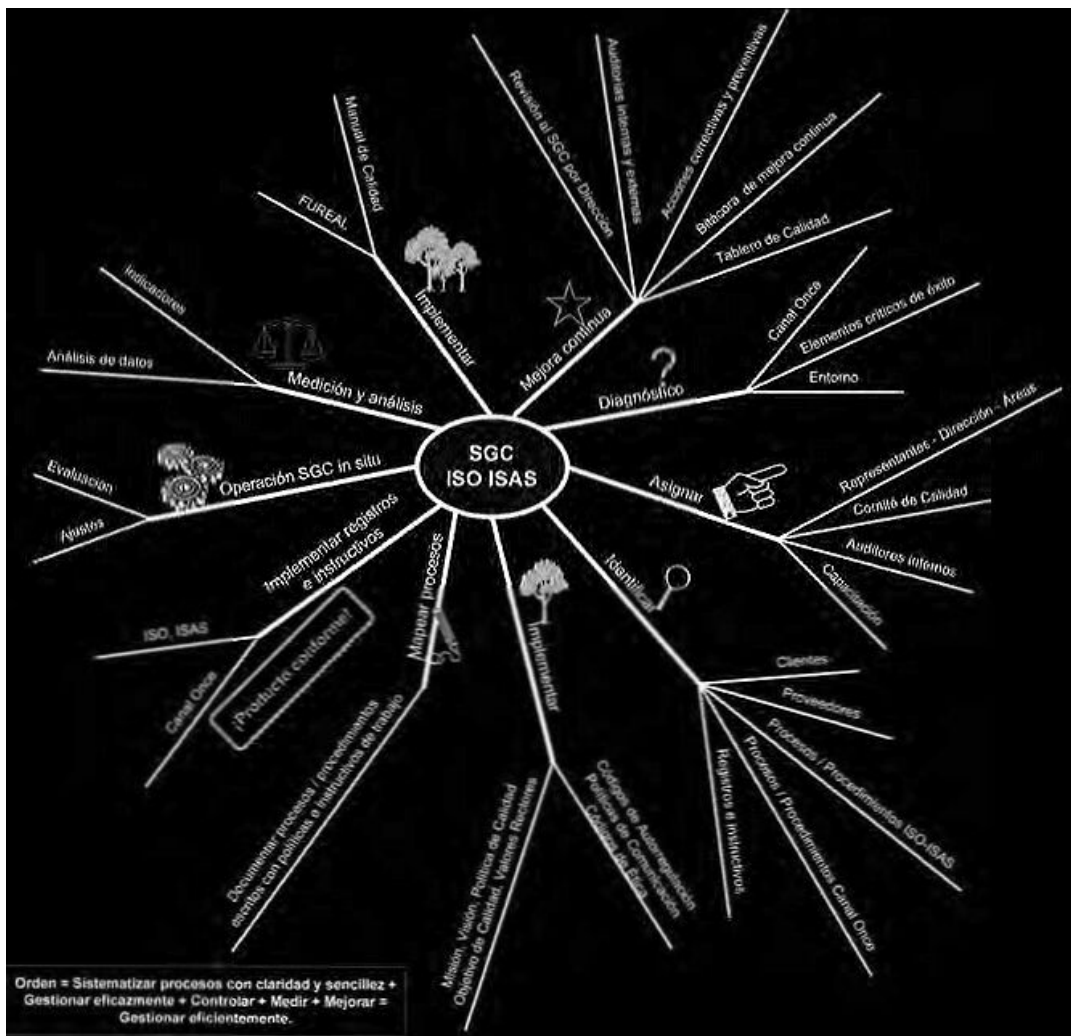 SGC
ISO ISAS
Mejora continua
Revisión al SGC por Dirección
Auditorías internas y externas
Acciones correctivas y preventivas
Bitácora de mejora continua
Tablero de Calidad
Diagnóstico
Canal Once
Elementos críticos de éxito
Entorno
Asignar
Representantes - Dirección - Áreas
Comité de Calidad
Auditores internos
Capacitación
Identificar
Clientes
Proveedores
Procesos / Procedimientos ISO-ISAS
Procesos / Procedimientos Canal Once
Registros e instructivos
Implementar
Códigos de Autorregulación
Políticas de Comunicación
Códigos de Ética
Misión, Visión, Política de Calidad
Objetivo de Calidad, Valores Rectores
Mapear procesos
Documentar procesos / procedimientos
escritos con políticas e instructivos de trabajo
Implementar registros
e instructivos
¡Producto conforme!
Canal Once
ISO, ISAS
Operación SGC in situ
Ajustes
Evaluación
Medición y análisis
Análisis de datos
Indicadores
Implementar
FUREAL
Manual de Calidad
Orden = Sistematizar procesos con claridad y sencillez +
Gestionar eficazmente + Controlar + Medir + Mejorar =
Gestionar eficientemente.